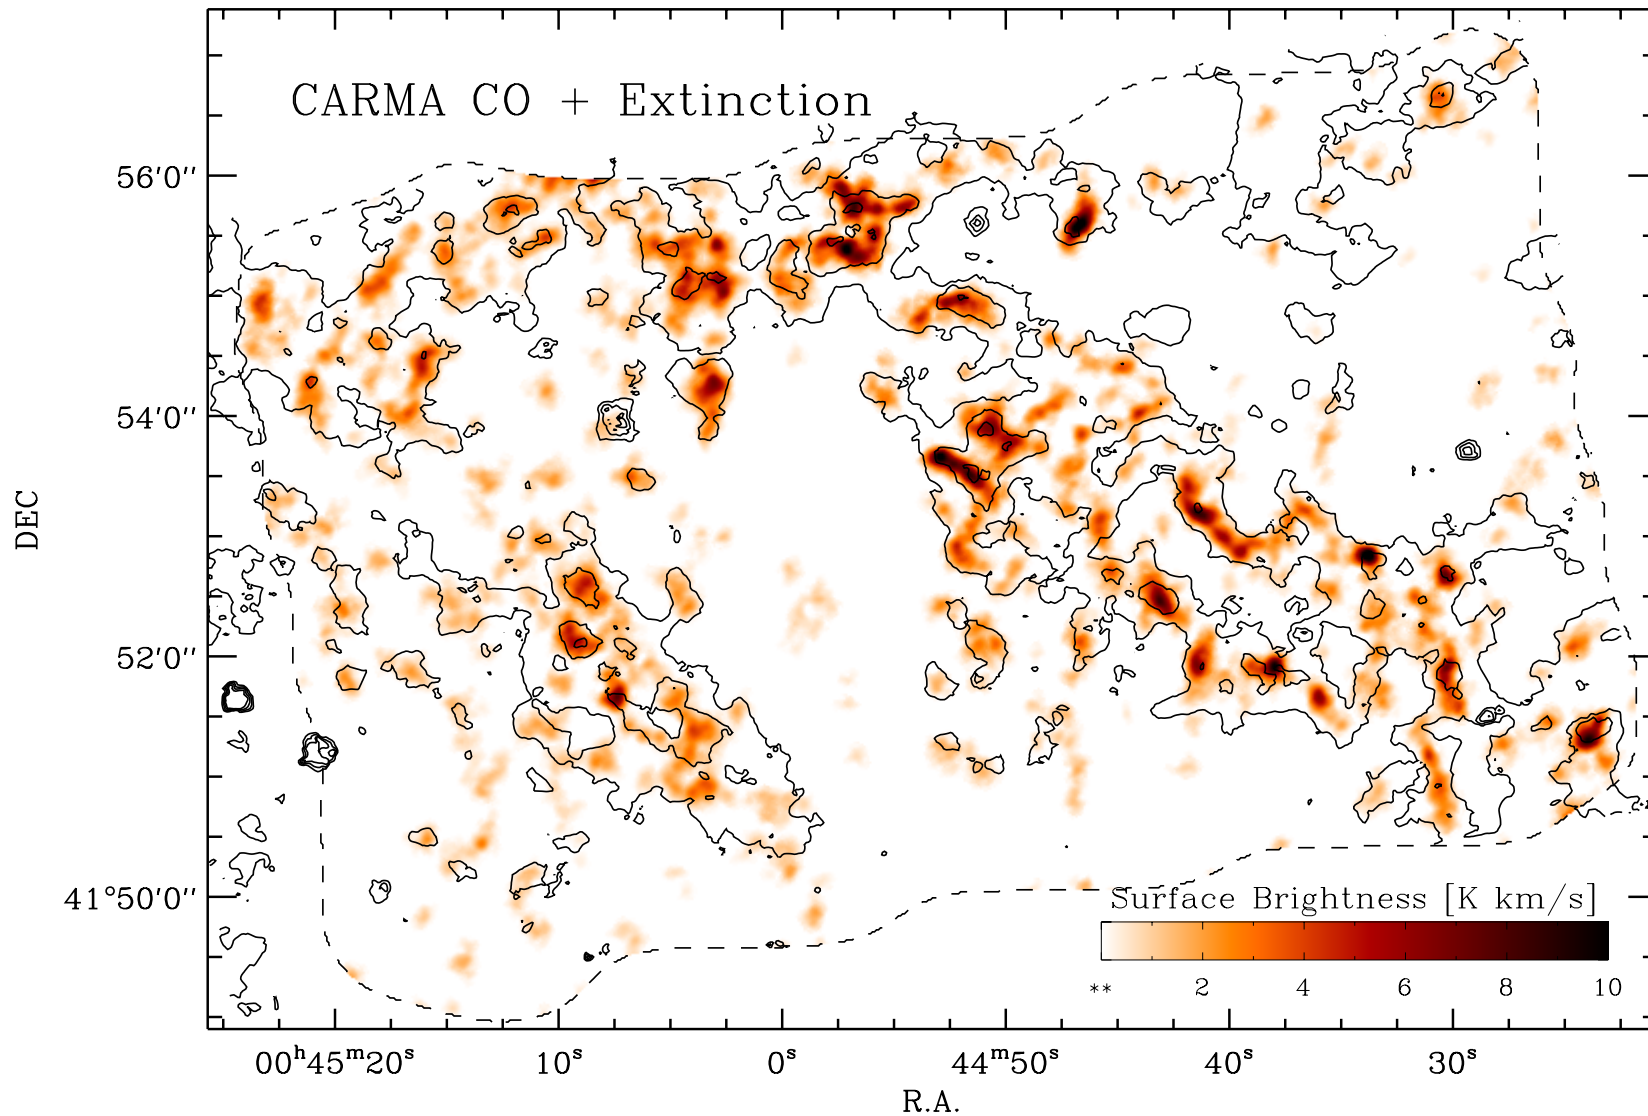 CARMA CO + Extinction
56'0''
54'0''
DEC
52'0''
41°50'0''
Surface Brightness [K km/s]
** 2 4 6 8 10
00ʰ45ᵐ20ˢ 10ˢ 0ˢ 44ᵐ50ˢ 40ˢ 30ˢ
R.A.